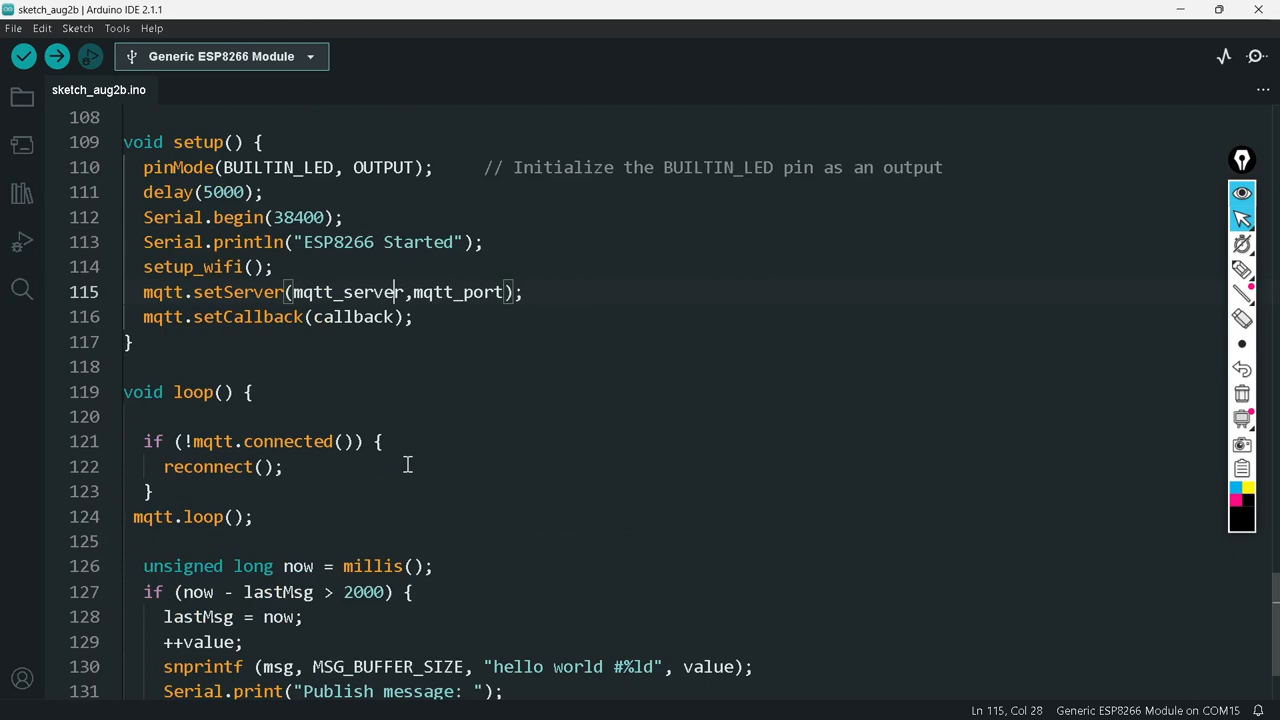 sketch_aug2b | Arduino IDE 2.1.1
File Edit Sketch Tools Help
Generic ESP8266 Module
sketch_aug2b.ino
108
109 void setup() {
110 pinMode(BUILTIN_LED, OUTPUT); // Initialize the BUILTIN_LED pin as an output
111 delay(5000);
112 Serial.begin(38400);
113 Serial.println("ESP8266 Started");
114 setup_wifi();
115 mqtt.setServer(mqtt_server,mqtt_port);
116 mqtt.setCallback(callback);
117 }
118
119 void loop() {
120
121 if (!mqtt.connected()) {
122 reconnect();
123 }
124 mqtt.loop();
125
126 unsigned long now = millis();
127 if (now - lastMsg > 2000) {
128 lastMsg = now;
129 ++value;
130 snprintf (msg, MSG_BUFFER_SIZE, "hello world #%ld", value);
131 Serial.print("Publish message: ");
Ln 115, Col 28 Generic ESP8266 Module on COM15